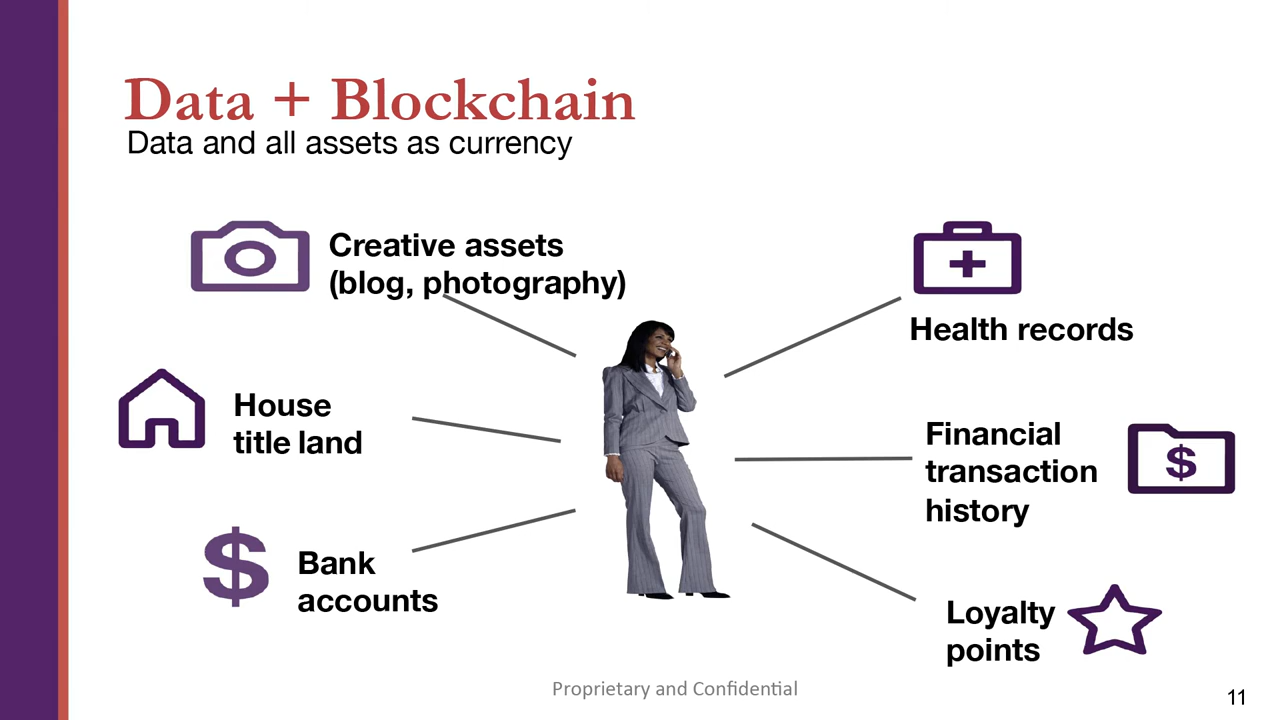 Data + Blockchain
Data and all assets as currency
Creative assets
(blog, photography)
House
title land
$
Bank
accounts
Health records
Financial
transaction
history
$
Loyalty
points
Proprietary and Confidential
11